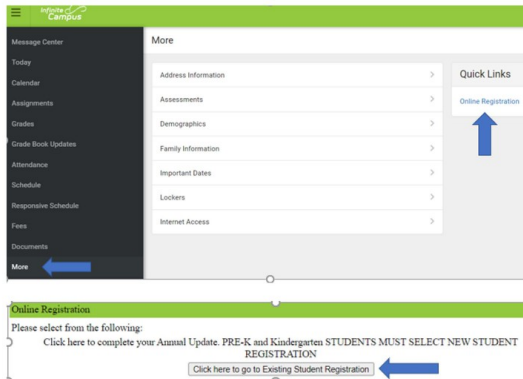 Infinite
Campus
Message Center
More
Today
Calendar
Assignments
Grades
Grade Book Updates
Attendance
Schedule
Responsive Schedule
Fees
Documents
More
Address Information
Assessments
Demographics
Family Information
Important Dates
Lockers
Internet Access
Quick Links
Online Registration
Online Registration
Please select from the following:
Click here to complete your Annual Update. PRE-K and Kindergarten STUDENTS MUST SELECT NEW STUDENT
REGISTRATION
Click here to go to Existing Student Registration